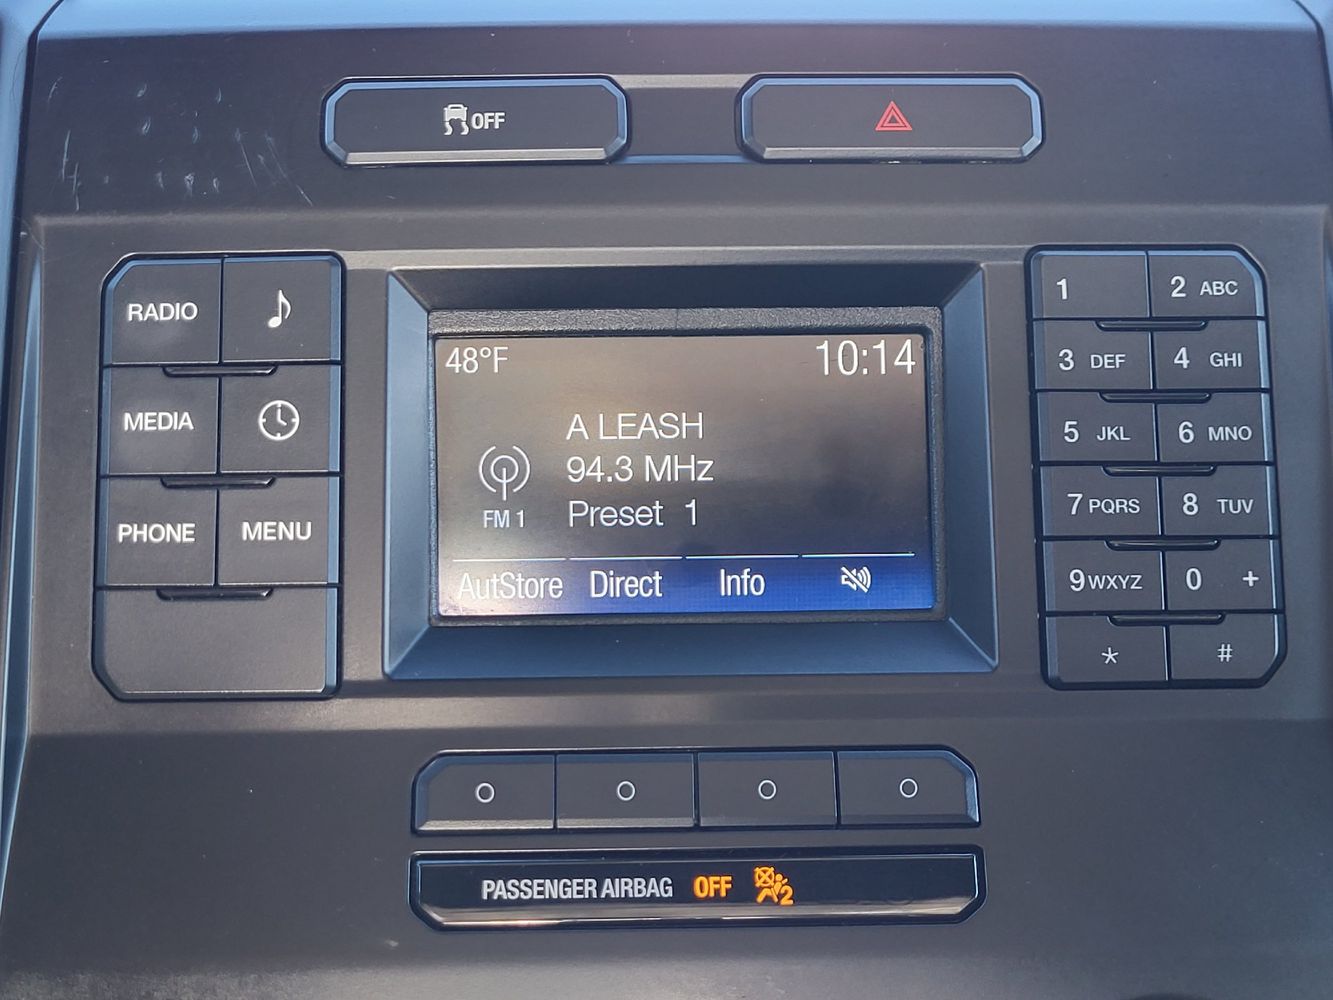 OFF
RADIO
MEDIA
PHONE MENU
48°F 10:14
A LEASH
94.3 MHz
FM 1 Preset 1
AutStore Direct Info
1 2 ABC
3 DEF 4 GHI
5 JKL 6 MNO
7 PQRS 8 TUV
9 WXYZ 0 +
* #
PASSENGER AIRBAG OFF 2